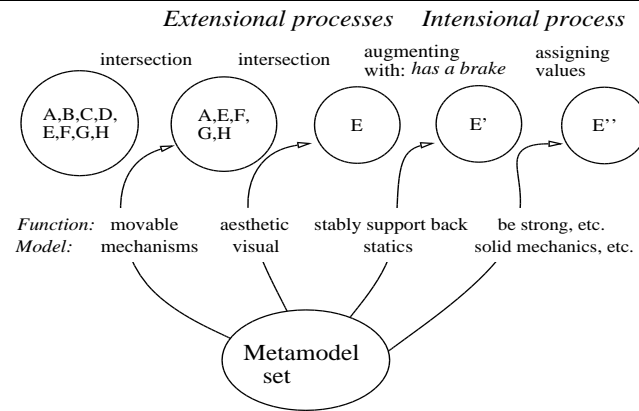 Extensional processes Intensional process
intersection intersection augmenting with: has a brake assigning values
A,B,C,D,
E,F,G,H
A,E,F,
G,H
E
E'
E''
Function: movable aesthetic stably support back be strong, etc.
Model: mechanisms visual statics solid mechanics, etc.
Metamodel
set